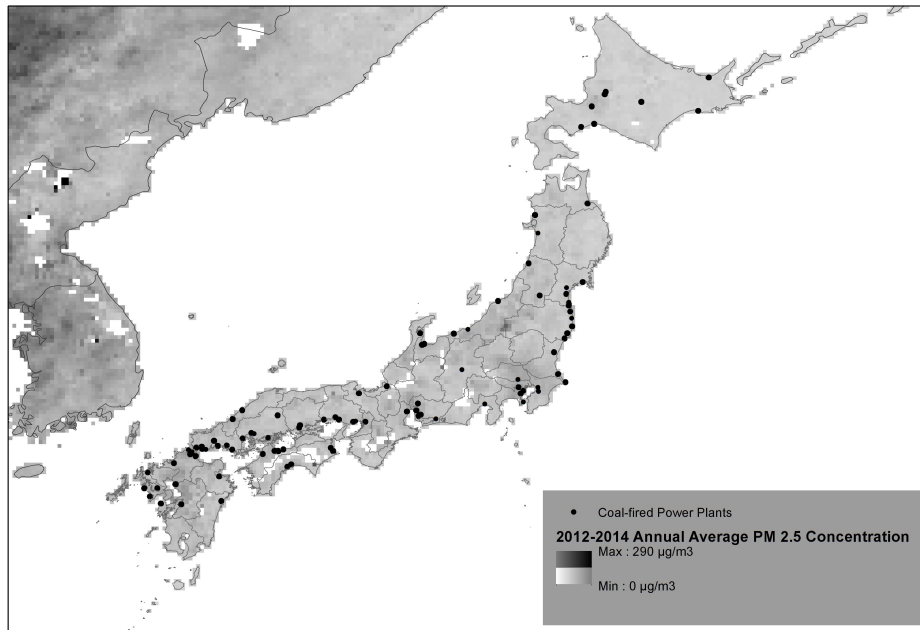 Coal-fired Power Plants
2012-2014 Annual Average PM 2.5 Concentration
Max : 290 µg/m3
Min : 0 µg/m3